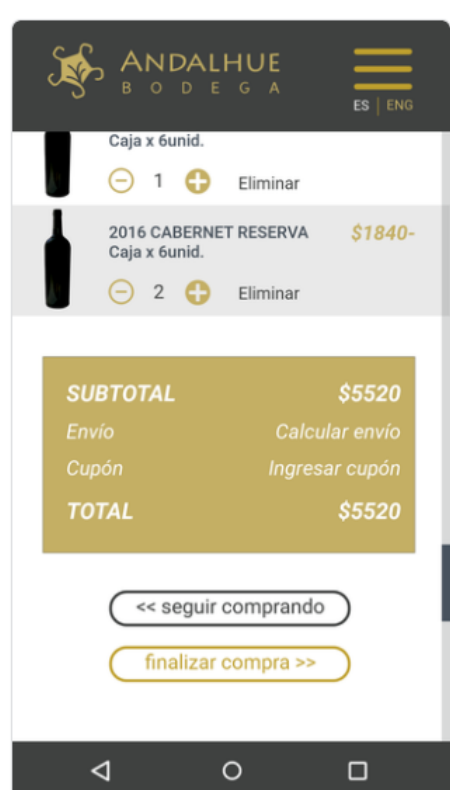 ANDALHUE
BODEGA
ES | ENG
Caja x 6unid.
1 Eliminar
2016 CABERNET RESERVA $1840-
Caja x 6unid.
2 Eliminar
SUBTOTAL $5520
Envío Calcular envío
Cupón Ingresar cupón
TOTAL $5520
<< seguir comprando
finalizar compra >>